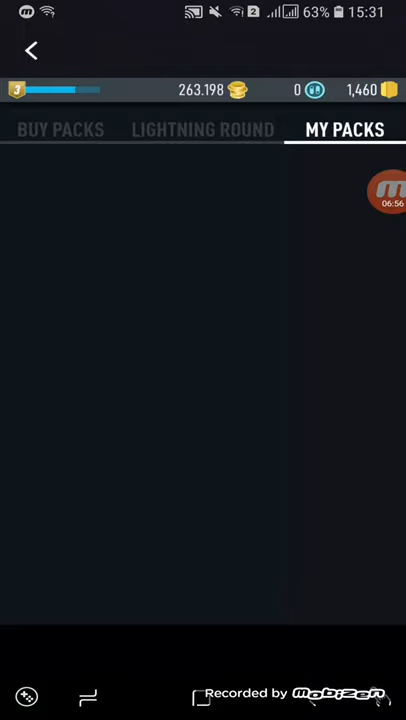 63% 15:31
3 263.198 0 1,460
BUY PACKS LIGHTNING ROUND MY PACKS
06:56
Recorded by mobizen